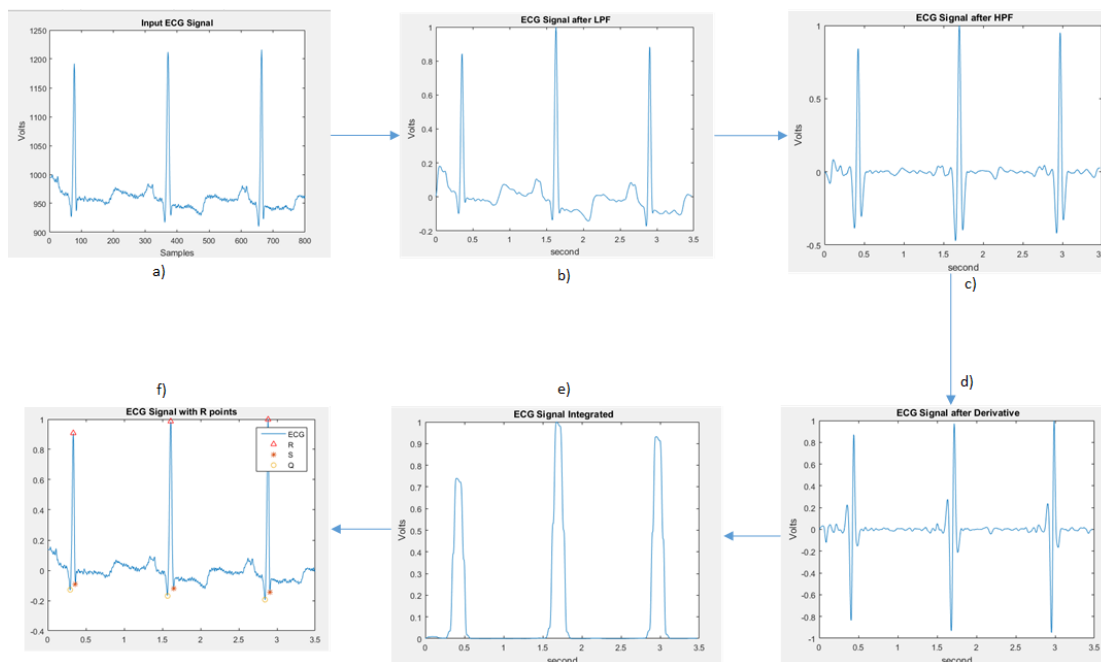 Input ECG Signal
1250
1200
1150
1100
1050
1000
950
900
Volts
0 100 200 300 400 500 600 700 800
Samples
a)
ECG Signal after LPF
1
0.8
0.6
0.4
0.2
0
-0.2
Volts
0 0.5 1 1.5 2 2.5 3 3.5
second
b)
ECG Signal after HPF
1
0.5
0
-0.5
Volts
0 0.5 1 1.5 2 2.5 3 3.5
second
c)
d)
ECG Signal after Derivative
1
0.8
0.6
0.4
0.2
0
-0.2
-0.4
-0.6
-0.8
-1
0 0.5 1 1.5 2 2.5 3 3.5
second
e)
ECG Signal Integrated
1
0.9
0.8
0.7
0.6
0.5
0.4
0.3
0.2
0.1
0
Volts
0 0.5 1 1.5 2 2.5 3 3.5
second
f)
ECG Signal with R points
1
0.8
0.6
0.4
0.2
0
-0.2
-0.4
0 0.5 1 1.5 2 2.5 3 3.5
ECG
R
S
Q